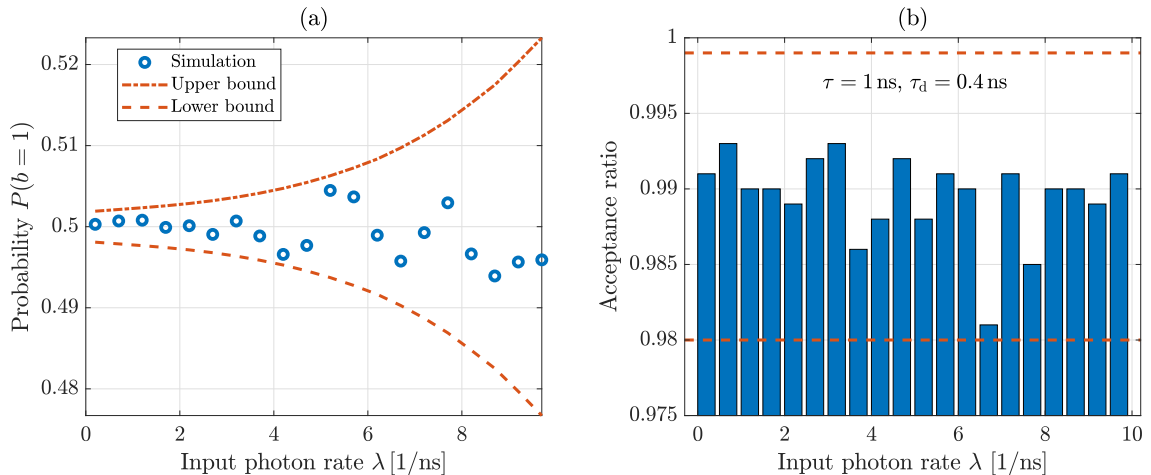 (a)
Probability P(b = 1)
0.52
0.51
0.5
0.49
0.48
Simulation
Upper bound
Lower bound
0 2 4 6 8
Input photon rate λ [1/ns]
(b)
Acceptance ratio
1
0.995
0.99
0.985
0.98
0.975
τ = 1 ns, τd = 0.4 ns
0 2 4 6 8 10
Input photon rate λ [1/ns]